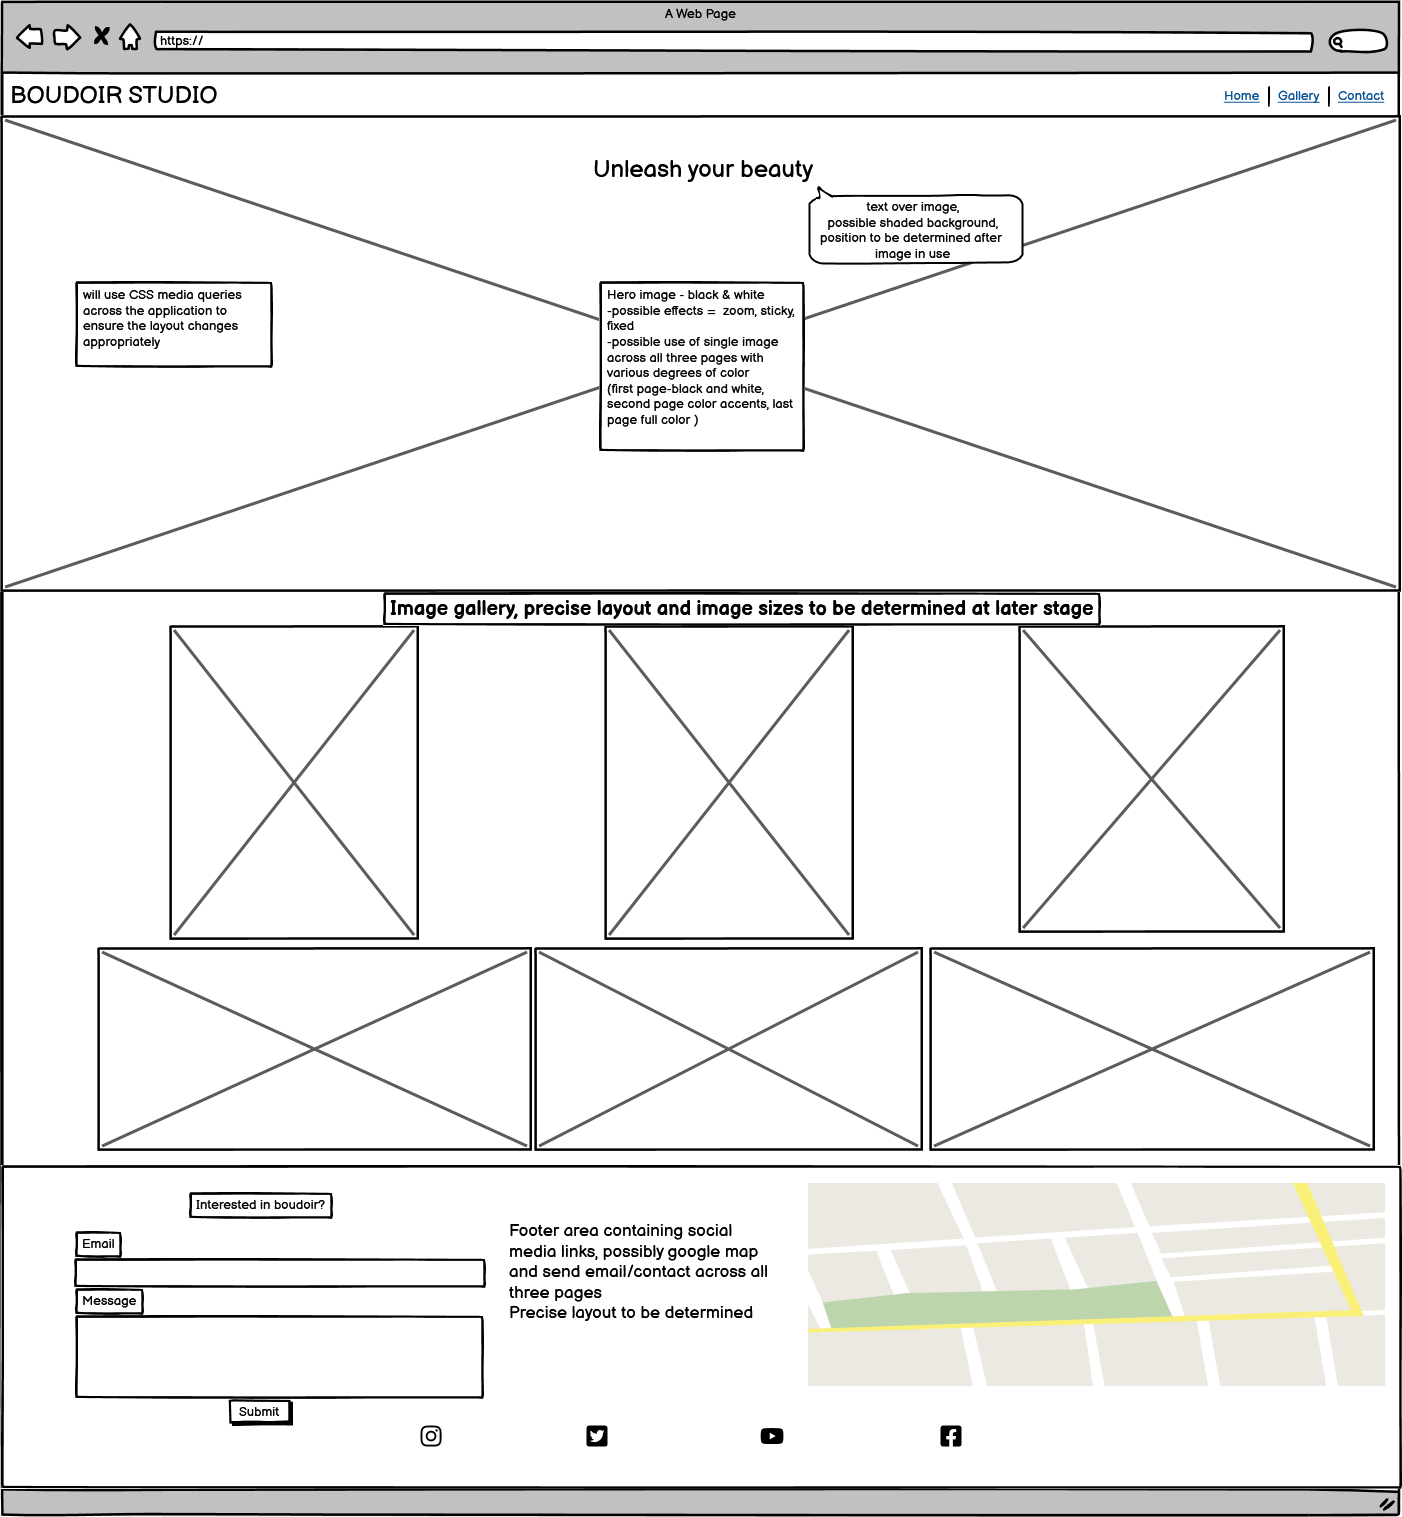 A Web Page
https://
BOUDOIR STUDIO
Home
Gallery
Contact
Unleash your beauty
text over image,
possible shaded background,
position to be determined after
image in use
will use CSS media queries
across the application to
ensure the layout changes
appropriately
Hero image - black & white
-possible effects = zoom, sticky,
fixed
-possible use of single image
across all three pages with
various degrees of color
(first page-black and white,
second page color accents, last
page full color )
Image gallery, precise layout and image sizes to be determined at later stage
Interested in boudoir?
Email
Message
Submit
Footer area containing social
media links, possibly google map
and send email/contact across all
three pages
Precise layout to be determined